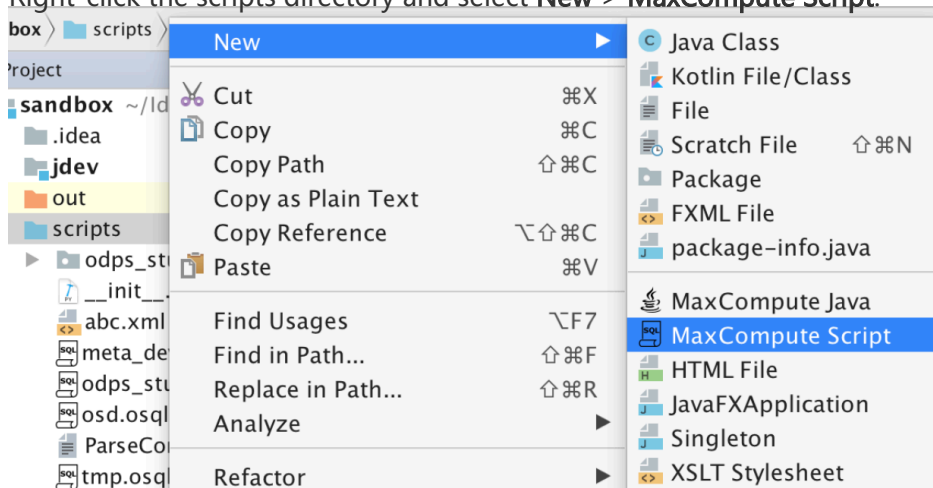 Right-click the scripts directory and select New > MaxCompute Script.
box > scripts >
Project
sandbox ~/Id
.idea
jdev
out
scripts
odps_stu
__init__.
abc.xml
meta_de
odps_stu
osd.osql
ParseCo
tmp.osql
New
Cut ⌘X
Copy ⌘C
Copy Path ⇧⌘C
Copy as Plain Text
Copy Reference ⌥⇧⌘C
Paste ⌘V
Find Usages ⌥F7
Find in Path... ⇧⌘F
Replace in Path... ⇧⌘R
Analyze
Refactor
Java Class
Kotlin File/Class
File
Scratch File ⇧⌘N
Package
FXML File
package-info.java
MaxCompute Java
MaxCompute Script
HTML File
JavaFXApplication
Singleton
XSLT Stylesheet